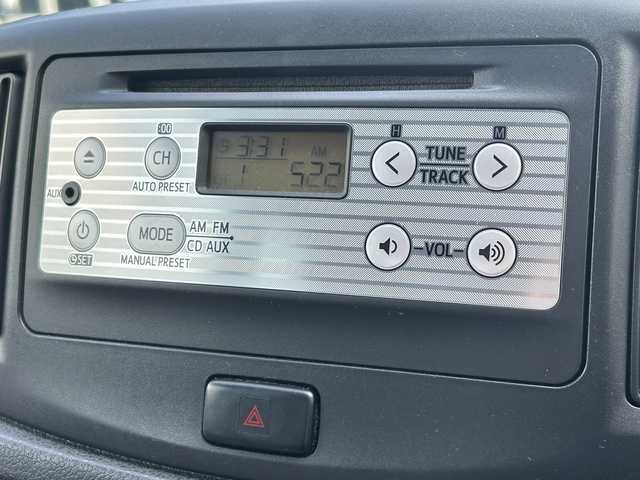 :00
H
M
CH
3:31
AM
TUNE
AUTO PRESET
1
522
TRACK
AUX
MODE
AM FM
CD AUX
VOL
SET
MANUAL PRESET